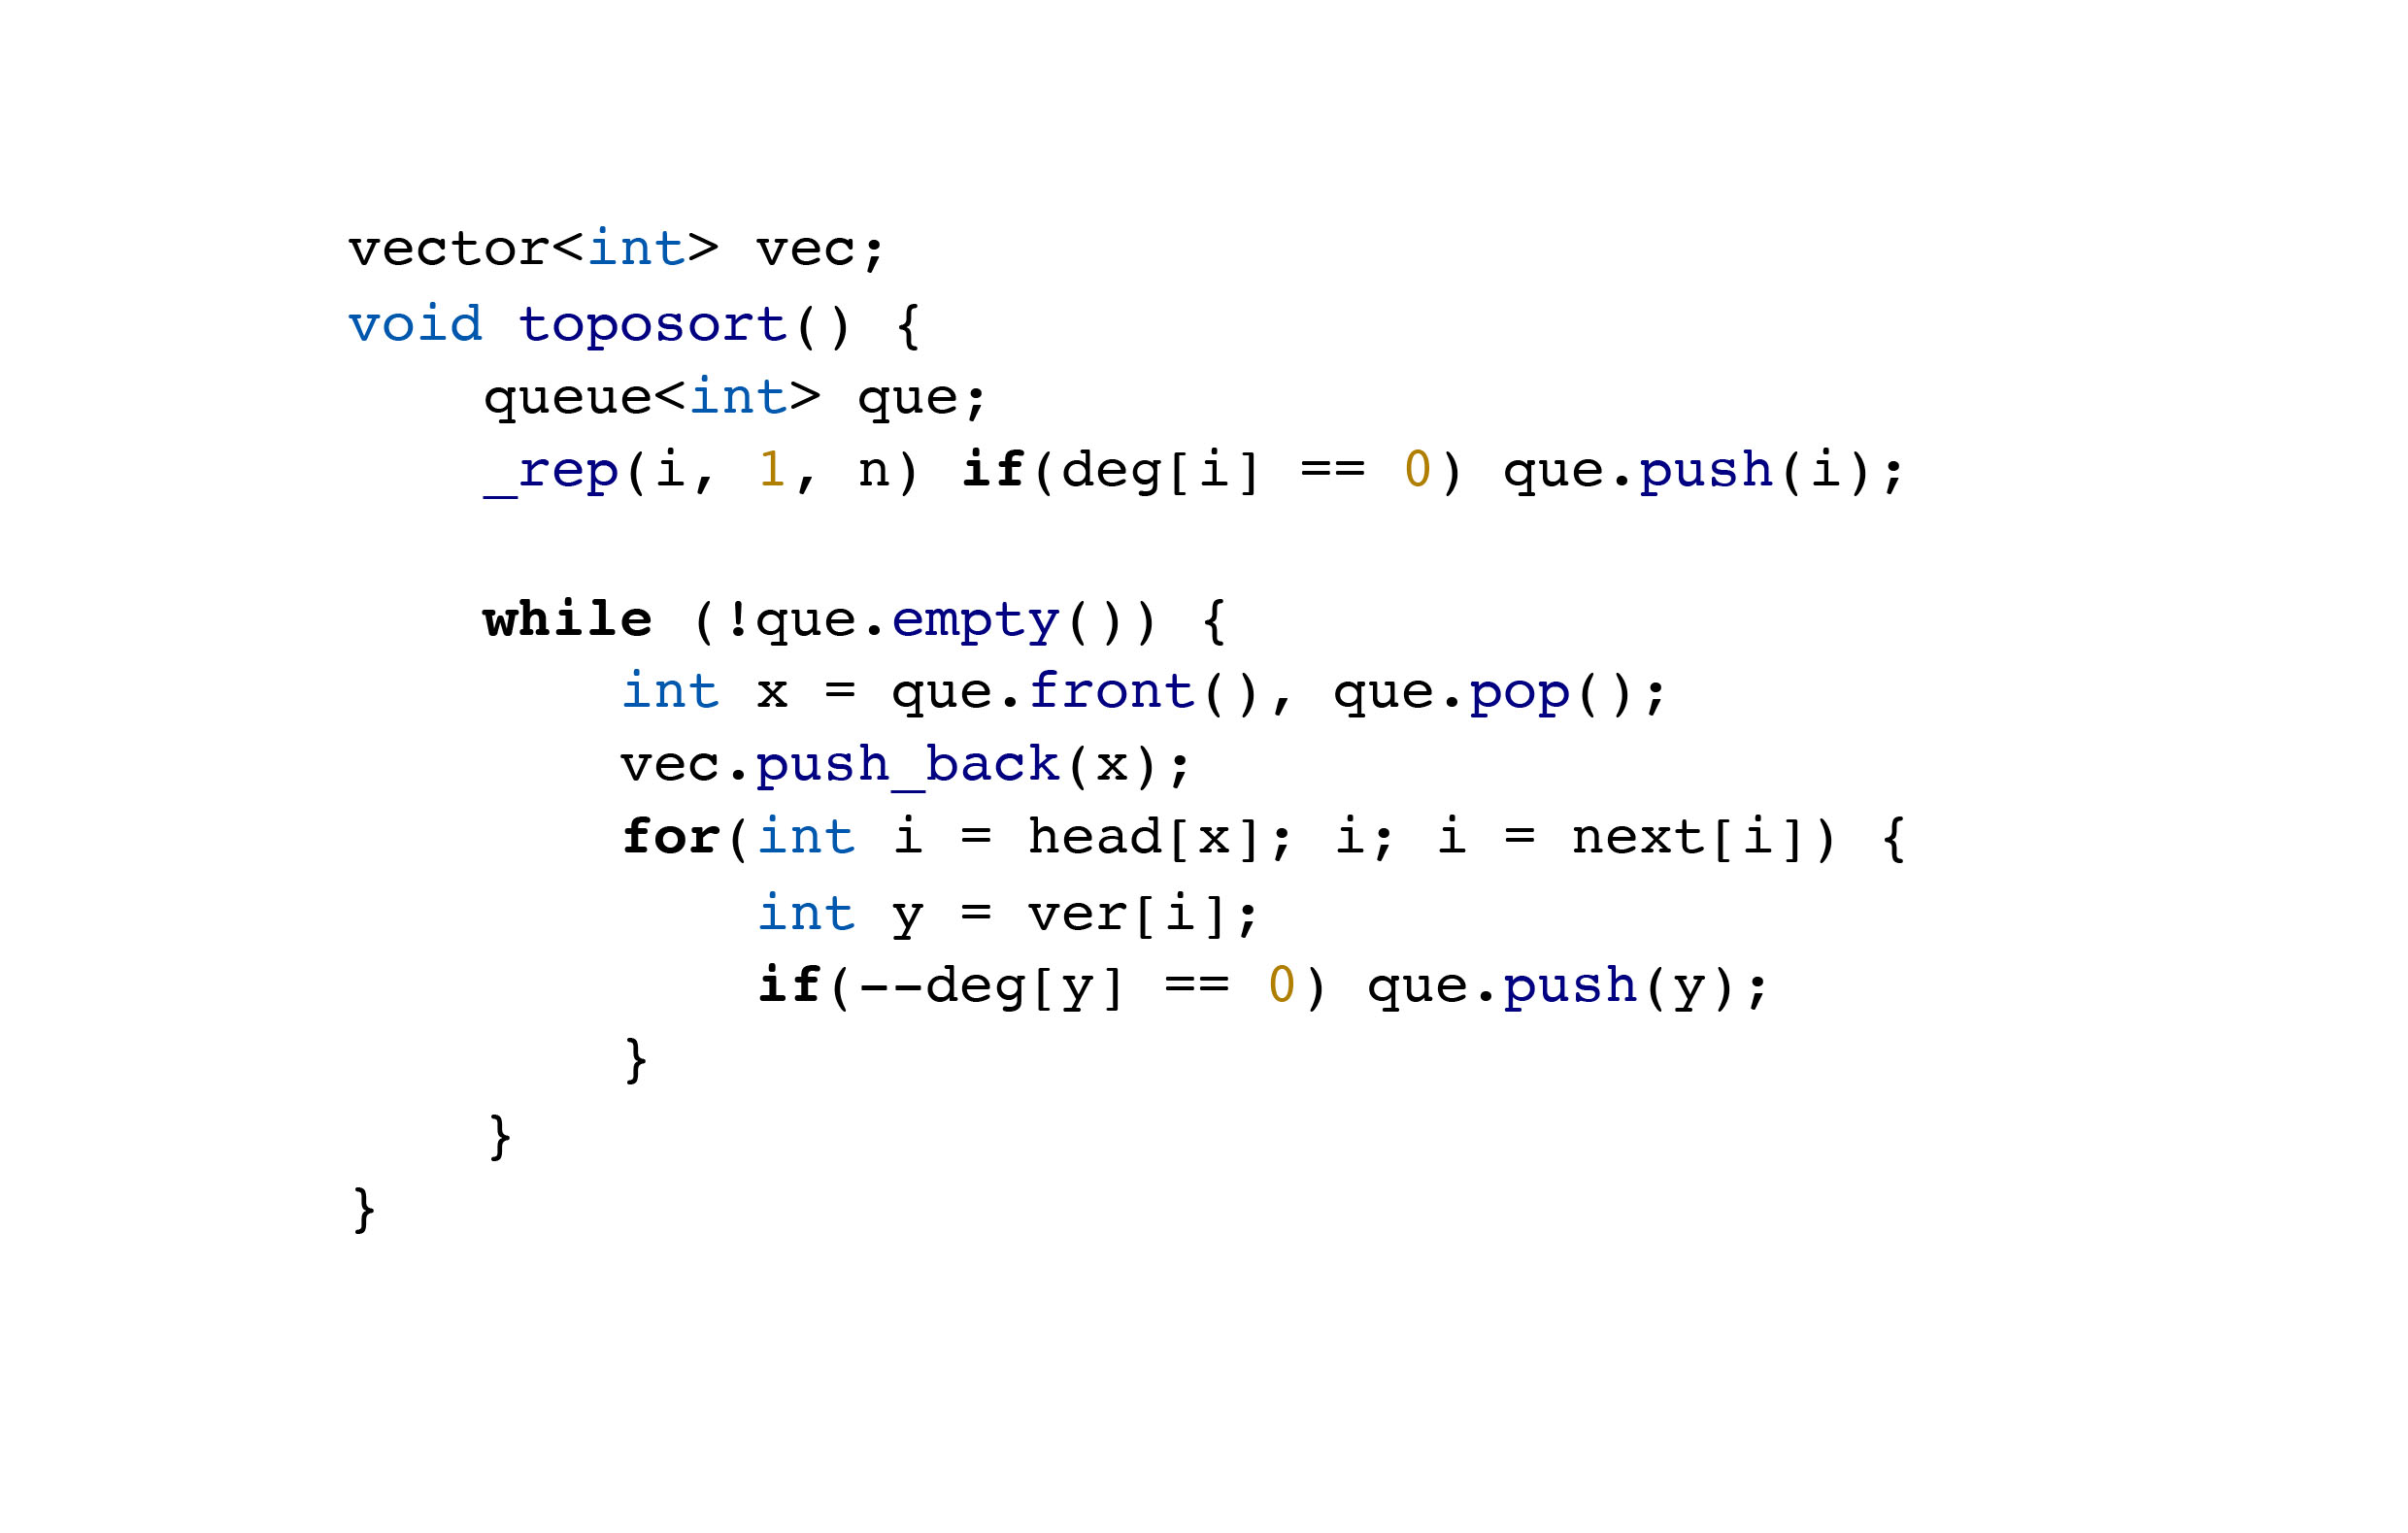 vector<int> vec;
void toposort() {
    queue<int> que;
    _rep(i, 1, n) if(deg[i] == 0) que.push(i);

    while (!que.empty()) {
        int x = que.front(), que.pop();
        vec.push_back(x);
        for(int i = head[x]; i; i = next[i]) {
            int y = ver[i];
            if(--deg[y] == 0) que.push(y);
        }
    }
}